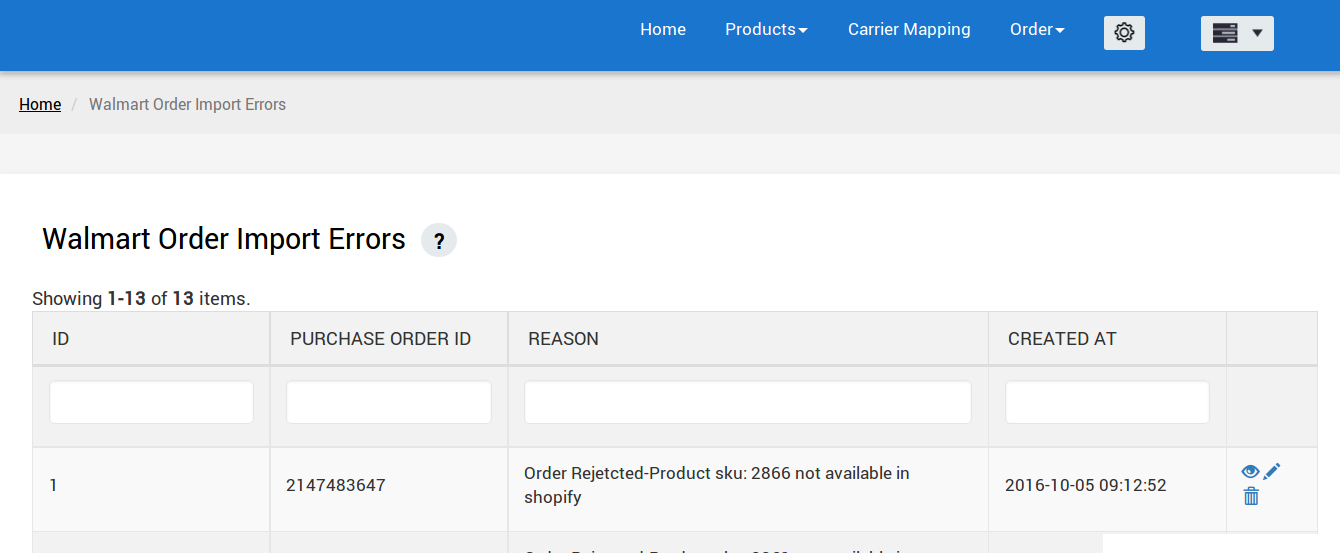 Home Products Carrier Mapping Order
Home / Walmart Order Import Errors
Walmart Order Import Errors ?
Showing 1-13 of 13 items.
ID PURCHASE ORDER ID REASON CREATED AT
1 2147483647 Order Rejetcted-Product sku: 2866 not available in 2016-10-05 09:12:52
shopify